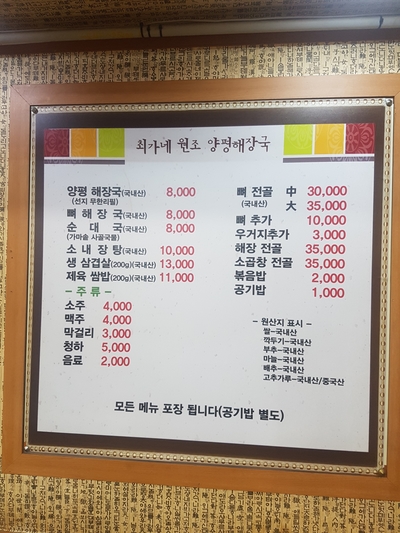 최가네 원조 양평해장국
양평 해장국(국내산) 8,000
(선지 무한리필)
뼈 해 장 국(국내산) 8,000
순 대 국(국내산) 8,000
(가마솥 사골국물)
소 내 장 탕(국내산) 10,000
생 삼겹살(200g)(국내산) 13,000
제육 쌈밥(200g)(국내산) 11,000
- 주 류 -
소주 4,000
맥주 4,000
막걸리 3,000
청하 5,000
음료 2,000
뼈 전골 中 30,000
(국내산) 大 35,000
뼈 추가 10,000
우거지추가 3,000
해장 전골 35,000
소곱창 전골 35,000
볶음밥 2,000
공기밥 1,000
- 원산지 표시 -
쌀-국내산
깍두기-국내산
부추-국내산
마늘-국내산
배추-국내산
고추가루-국내산/중국산
모든 메뉴 포장 됩니다(공기밥 별도)